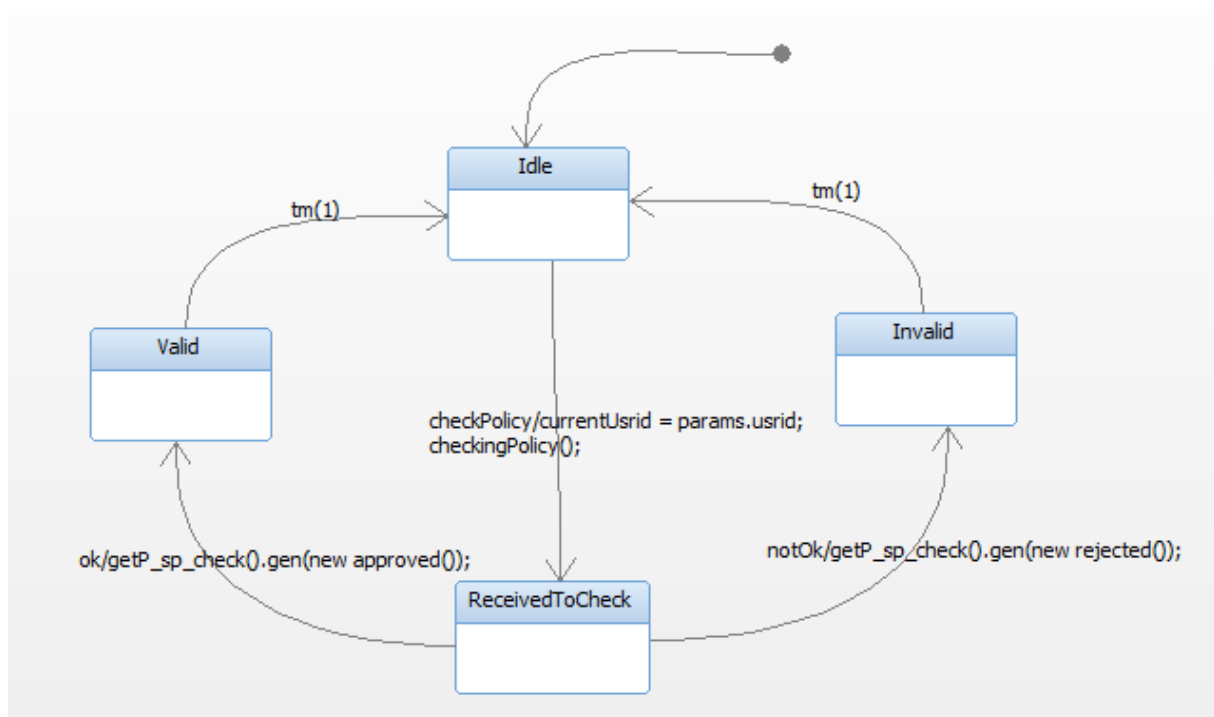 Idle
tm(1)
tm(1)
Valid
Invalid
checkPolicy/currentUsrid = params.usrid;
checkingPolicy();
ok/getP_sp_check().gen(new approved());
notOk/getP_sp_check().gen(new rejected());
ReceivedToCheck